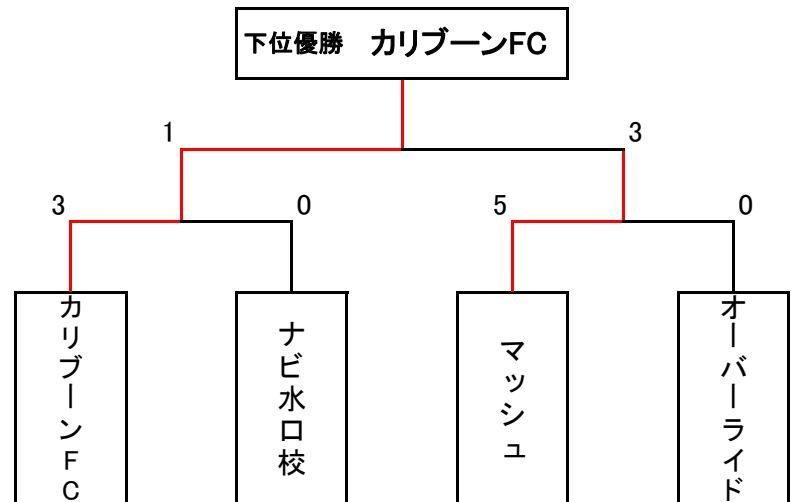 下位優勝 カリブーンFC
1 3
3 0 5 0
カリブーンFC
ナビ水口校
マッシュ
オーバーライド